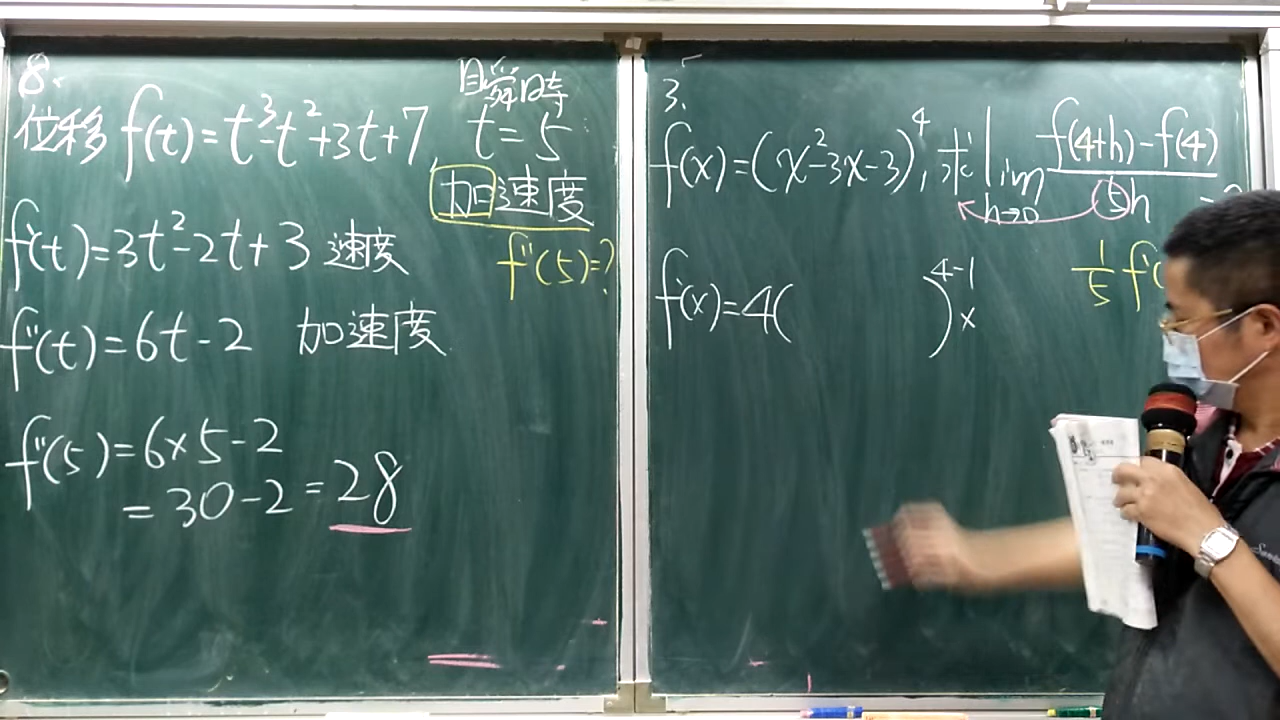 8.
瞬時
位移 f(t)=t³-t²+3t+7, t=5
加速度
f'(t)=3t²-2t+3 速度
f"(5)=?
f"(t)=6t-2 加速度
f"(5)=6×5-2
=30-2=28
3.
f(x)=(x²-3x-3)⁴, 求 lim h→0 f(4+h)-f(4) / 5h
1/5 f'(
f'(x)=4( )⁴⁻¹×